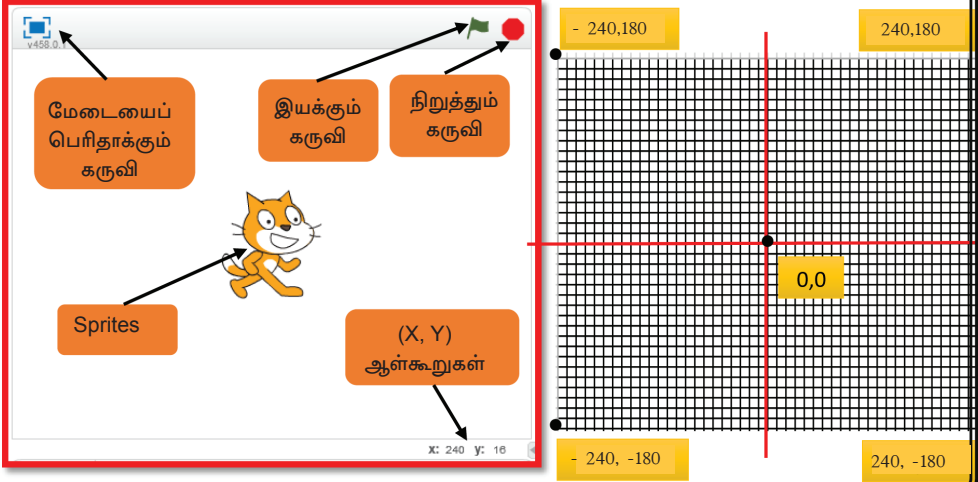 v458.0.1
மேடையைப்
பெரிதாக்கும்
கருவி
இயக்கும்
கருவி
நிறுத்தும்
கருவி
Sprites
(X, Y)
ஆள்கூறுகள்
x: 240 y: 16
- 240,180
240,180
0,0
- 240, -180
240, -180